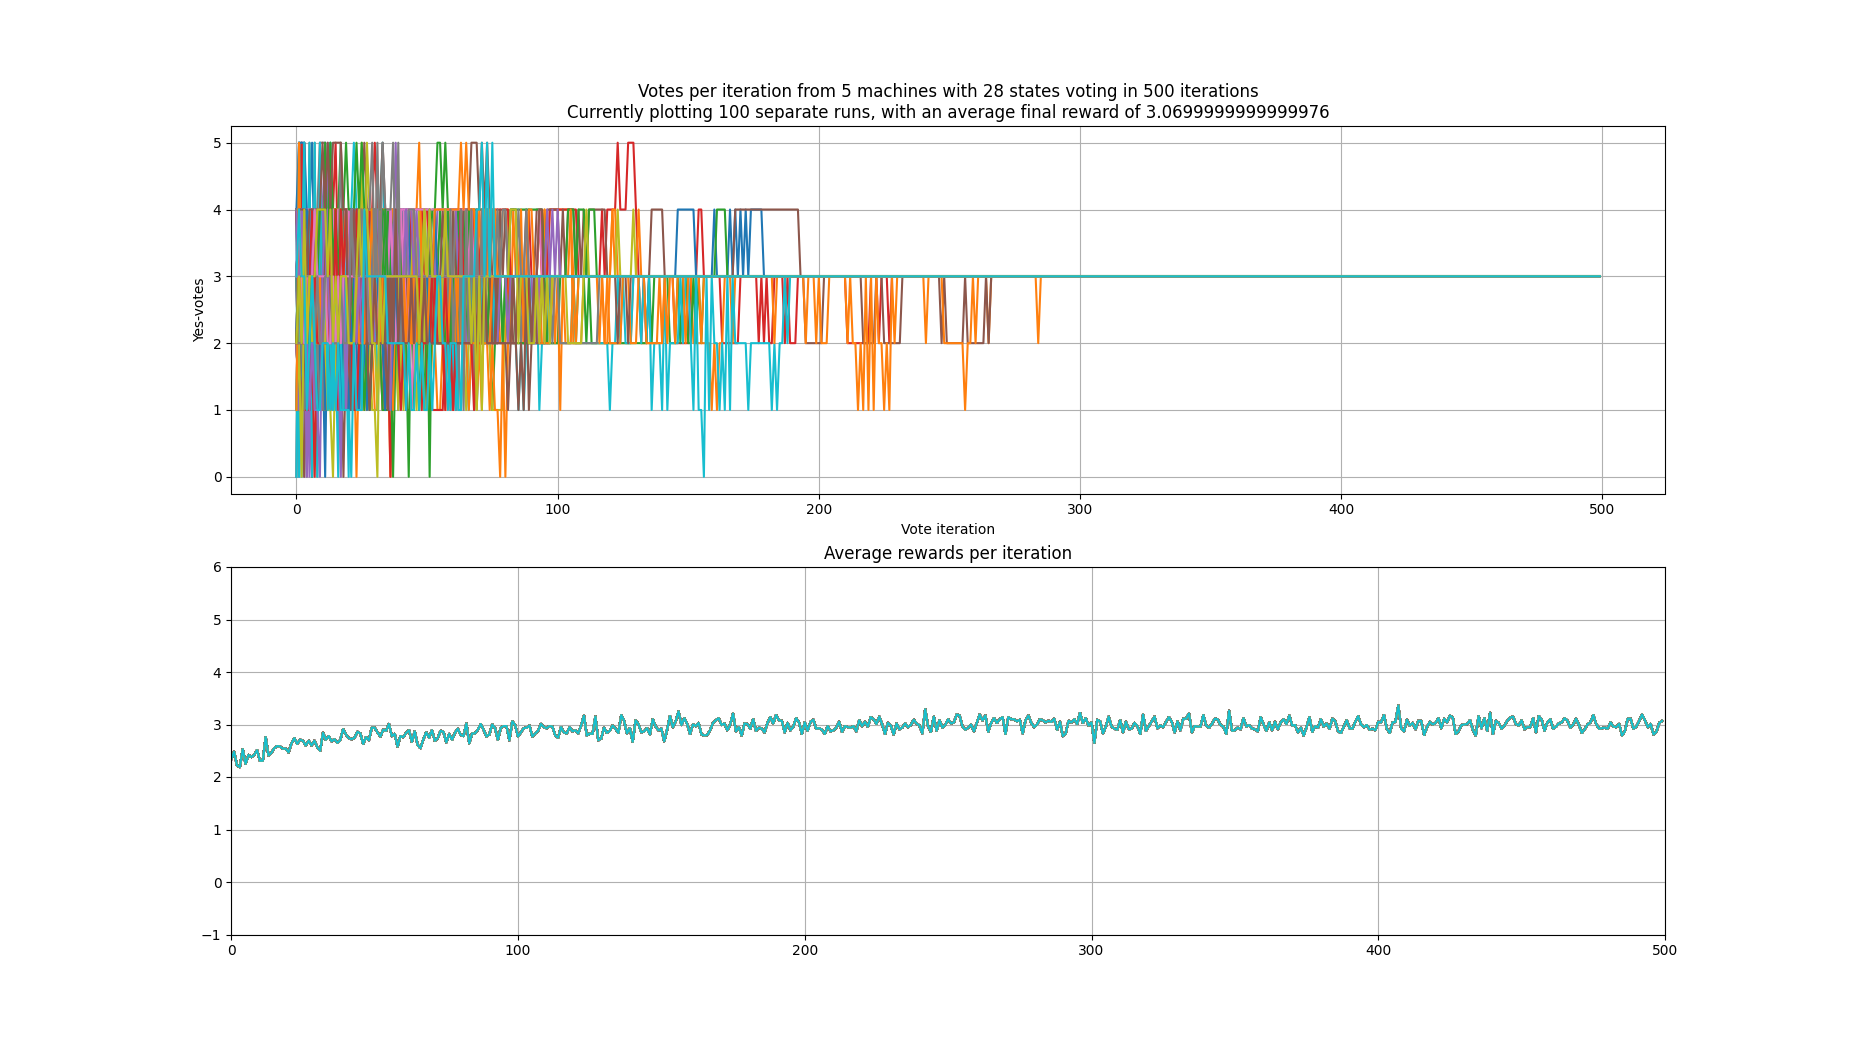 Votes per iteration from 5 machines with 28 states voting in 500 iterations
Currently plotting 100 separate runs, with an average final reward of 3.0699999999999976
5
4
3
2
1
0
Yes-votes
0 100 200 300 400 500
Vote iteration
Average rewards per iteration
6
5
4
3
2
1
0
−1
0 100 200 300 400 500